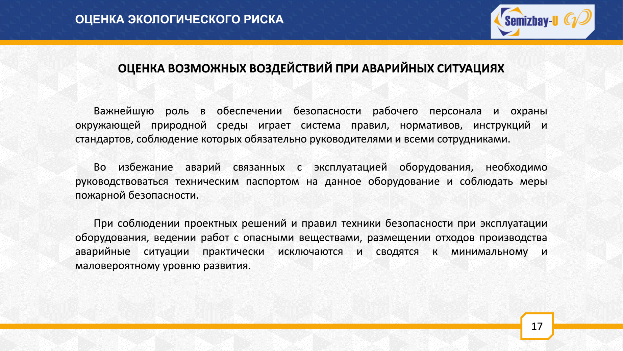 ОЦЕНКА ЭКОЛОГИЧЕСКОГО РИСКА
Semizbay-U
ОЦЕНКА ВОЗМОЖНЫХ ВОЗДЕЙСТВИЙ ПРИ АВАРИЙНЫХ СИТУАЦИЯХ
Важнейшую роль в обеспечении безопасности рабочего персонала и охраны
окружающей природной среды играет система правил, нормативов, инструкций и
стандартов, соблюдение которых обязательно руководителями и всеми сотрудниками.
Во избежание аварий связанных с эксплуатацией оборудования, необходимо
руководствоваться техническим паспортом на данное оборудование и соблюдать меры
пожарной безопасности.
При соблюдении проектных решений и правил техники безопасности при эксплуатации
оборудования, ведении работ с опасными веществами, размещении отходов производства
аварийные ситуации практически исключаются и сводятся к минимальному и
маловероятному уровню развития.
17